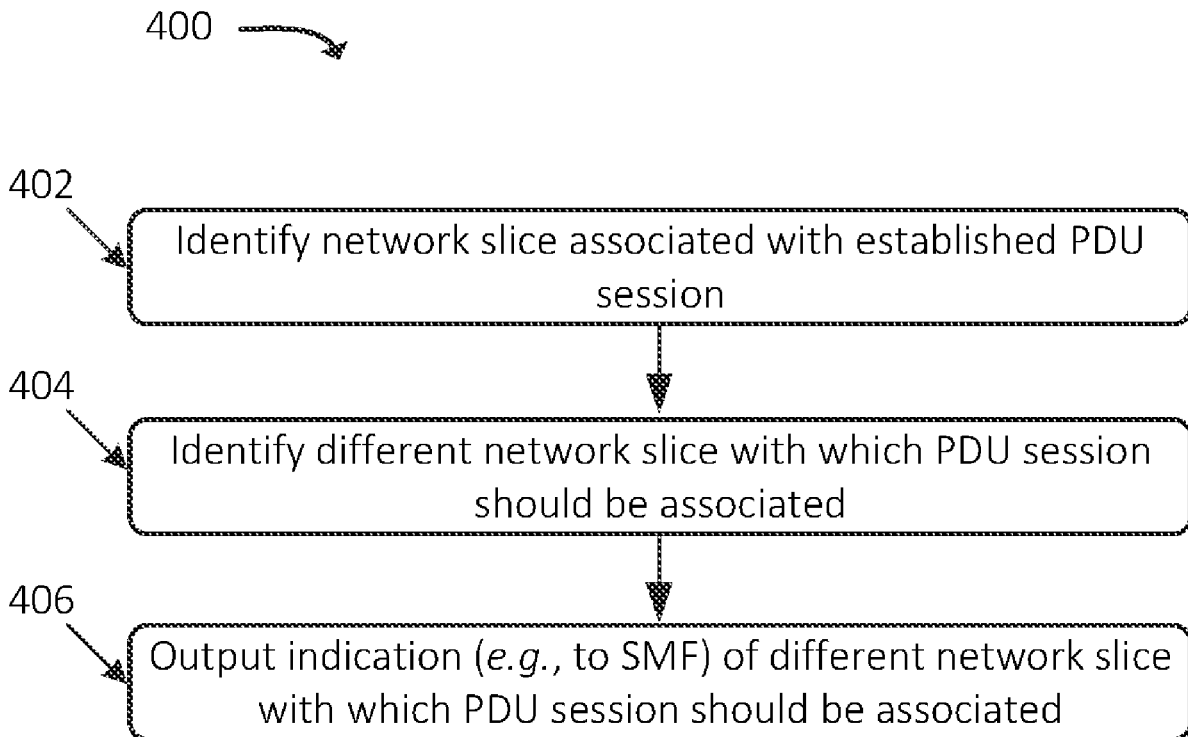 400
402
Identify network slice associated with established PDU
session
404
Identify different network slice with which PDU session
should be associated
406
Output indication (e.g., to SMF) of different network slice
with which PDU session should be associated